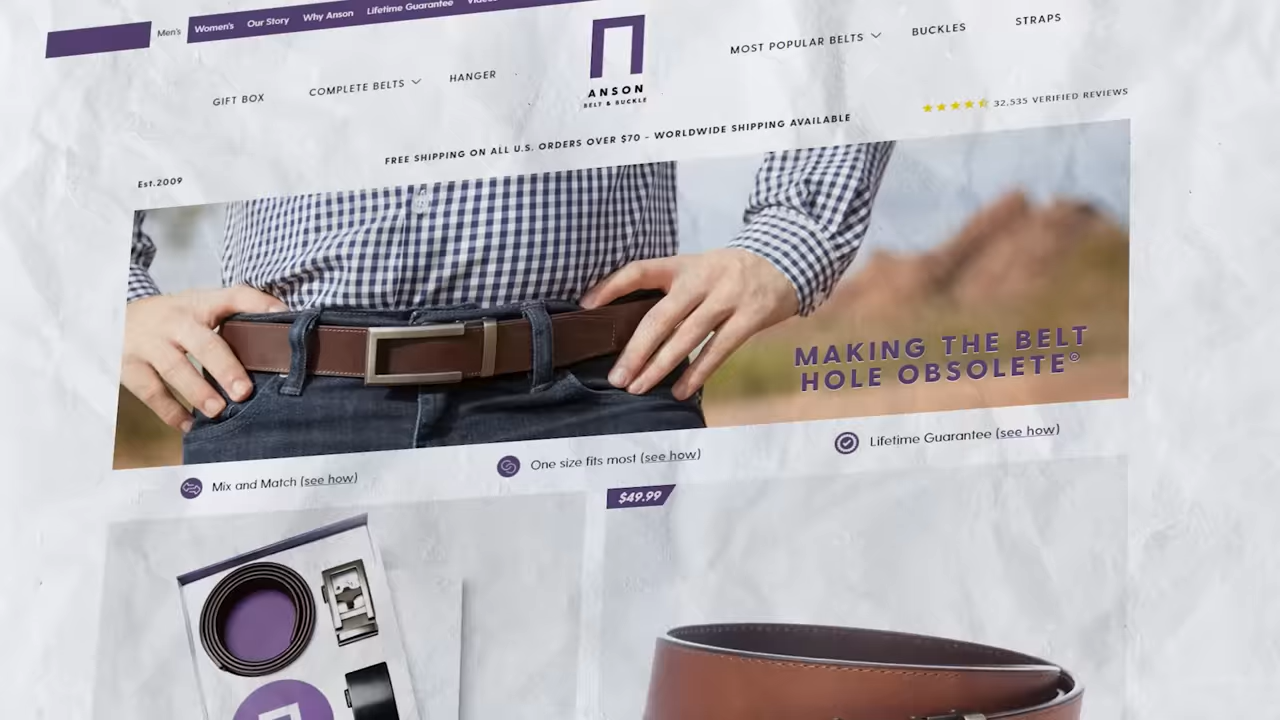 Men's
Women's
Our Story
Why Anson
Lifetime Guarantee
Videos
GIFT BOX
COMPLETE BELTS
HANGER
ANSON
BELT & BUCKLE
MOST POPULAR BELTS
BUCKLES
STRAPS
32,535 VERIFIED REVIEWS
FREE SHIPPING ON ALL U.S. ORDERS OVER $70 - WORLDWIDE SHIPPING AVAILABLE
Est.2009
MAKING THE BELT
HOLE OBSOLETE®
Mix and Match (see how)
One size fits most (see how)
Lifetime Guarantee (see how)
$49.99